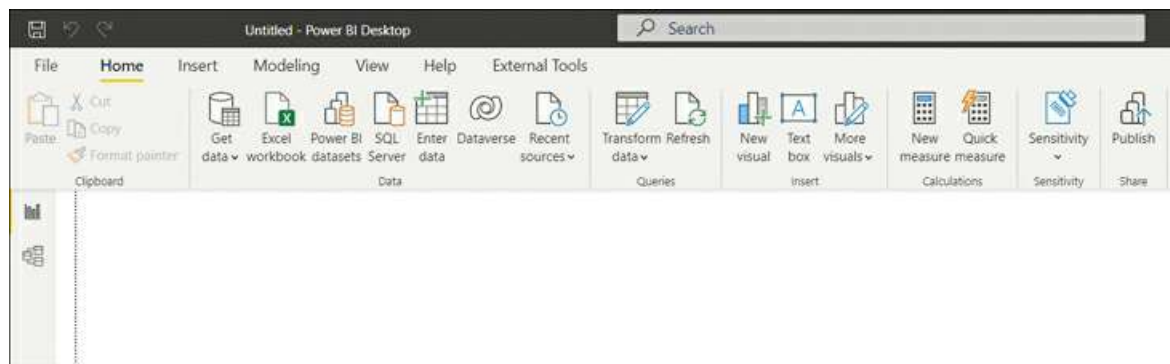 Untitled - Power BI Desktop
Search
File Home Insert Modeling View Help External Tools
Paste
Cut
Copy
Format painter
Clipboard
Get data
Excel workbook
Power BI datasets
SQL Server
Enter data
Dataverse
Recent sources
Data
Transform data
Refresh
Queries
New visual
Text box
More visuals
Insert
New measure
Quick measure
Calculations
Sensitivity
Sensitivity
Publish
Share